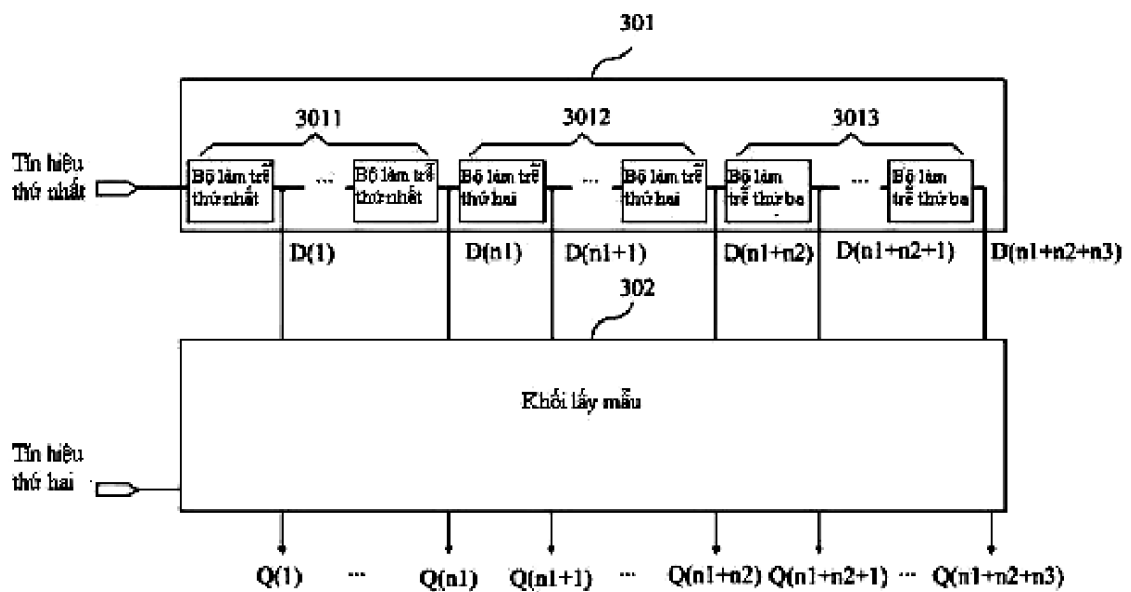 301
3011
3012
3013
Tín hiệu
thứ nhất
Bộ làm trễ
thứ nhất
...
Bộ làm trễ
thứ nhất
Bộ làm trễ
thứ hai
...
Bộ làm trễ
thứ hai
Bộ làm
trễ thứ ba
...
Bộ làm
trễ thứ ba
D(1)
D(n1)
D(n1+1)
D(n1+n2)
D(n1+n2+1)
D(n1+n2+n3)
302
Khối lấy mẫu
Tín hiệu
thứ hai
Q(1) ... Q(n1) Q(n1+1) ... Q(n1+n2) Q(n1+n2+1) ... Q(n1+n2+n3)